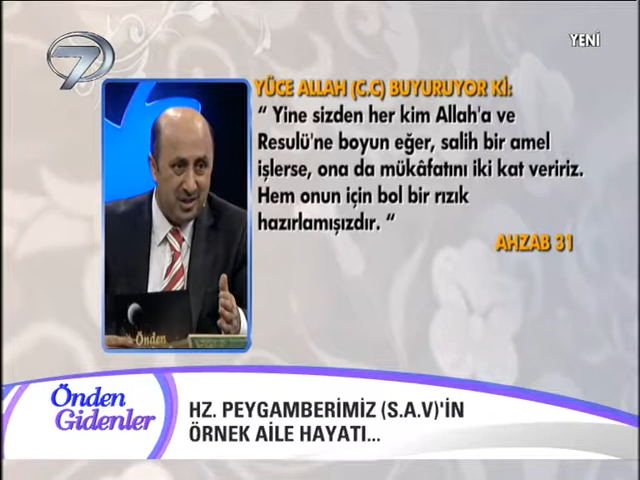 7
YENİ
YÜCE ALLAH (C.C) BUYURUYOR Kİ:
“ Yine sizden her kim Allah'a ve
Resulü'ne boyun eğer, salih bir amel
işlerse, ona da mükâfatını iki kat veririz.
Hem onun için bol bir rızık
hazırlamışızdır. “
AHZAB 31
Önden
Önden
Gidenler
HZ. PEYGAMBERİMİZ (S.A.V)'İN
ÖRNEK AİLE HAYATI...